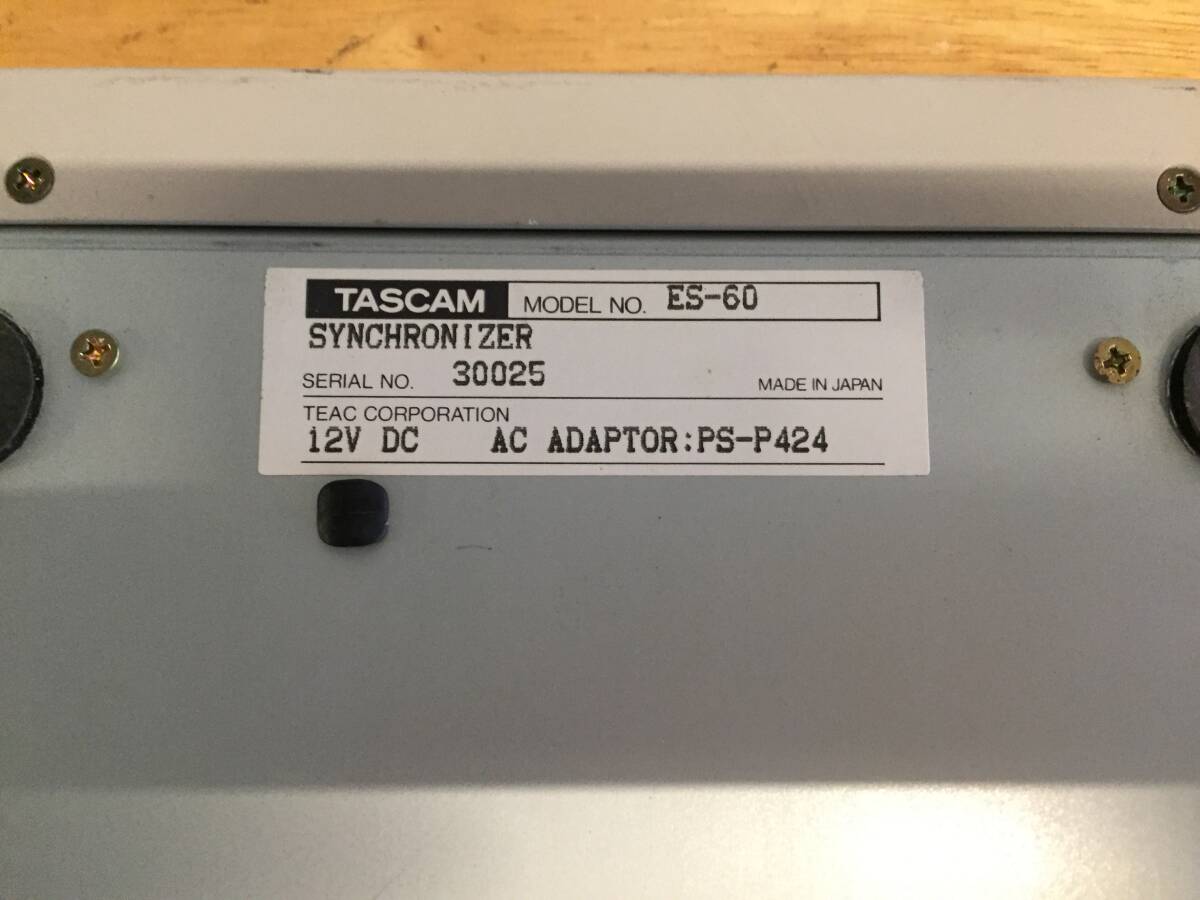 TASCAM MODEL NO. ES-60
SYNCHRONIZER
SERIAL NO. 30025 MADE IN JAPAN
TEAC CORPORATION
12V DC AC ADAPTOR:PS-P424